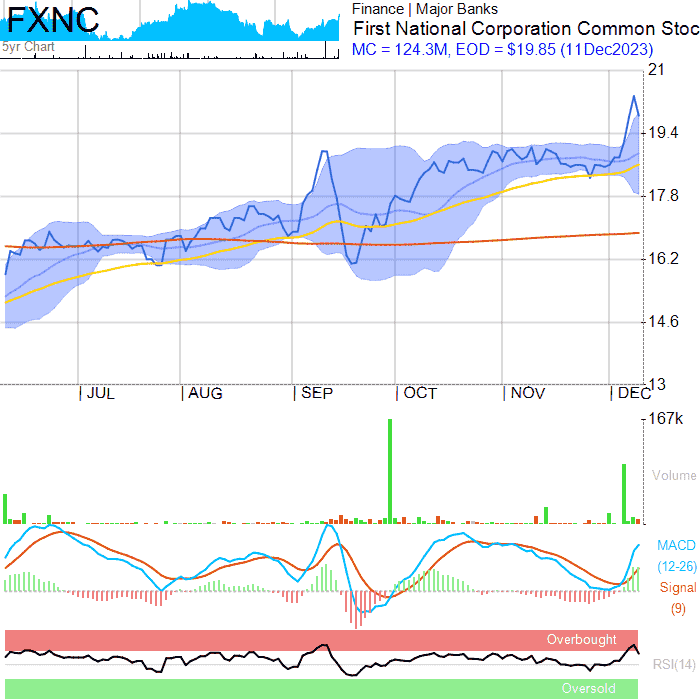 FXNC
5yr Chart
Finance | Major Banks
First National Corporation Common Stoc
MC = 124.3M, EOD = $19.85 (11Dec2023)
21
19.4
17.8
16.2
14.6
13
JUL AUG SEP OCT NOV DEC
167k
Volume
MACD
(12-26)
Signal
(9)
Overbought
RSI(14)
Oversold